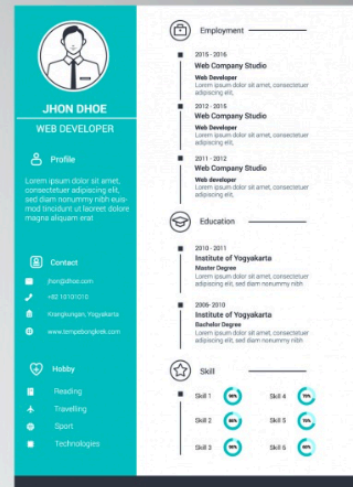 JHON DHOE
WEB DEVELOPER
Profile
Lorem ipsum dolor sit amet,
consectetuer adipiscing elit,
sed diam nonummy nibh euis-
mod tincidunt ut laoreet dolore
magna aliquam erat
Contact
jhon@dhoe.com
+62 10101010
Krangkongan, Yogyakarta
www.tempebongkrek.com
Hobby
Reading
Travelling
Sport
Technologies
Employment
2015 - 2016
Web Company Studio
Web Developer
Lorem ipsum dolor sit amet, consectetuer
adipiscing elit,
2012 - 2015
Web Company Studio
Web Developer
Lorem ipsum dolor sit amet, consectetuer
adipiscing elit,
2011 - 2012
Web Company Studio
Web developer
Lorem ipsum dolor sit amet, consectetuer
adipiscing elit,
Education
2010 - 2011
Institute of Yogyakarta
Master Degree
Lorem ipsum dolor sit amet, consectetuer
adipiscing elit, sed diam nonummy nibh
2006- 2010
Institute of Yogyakarta
Bachelor Degree
Lorem ipsum dolor sit amet, consectetuer
adipiscing elit, sed diam nonummy nibh
Skill
Skill 1
Skill 4
Skill 2
Skill 5
Skill 3
Skill 6